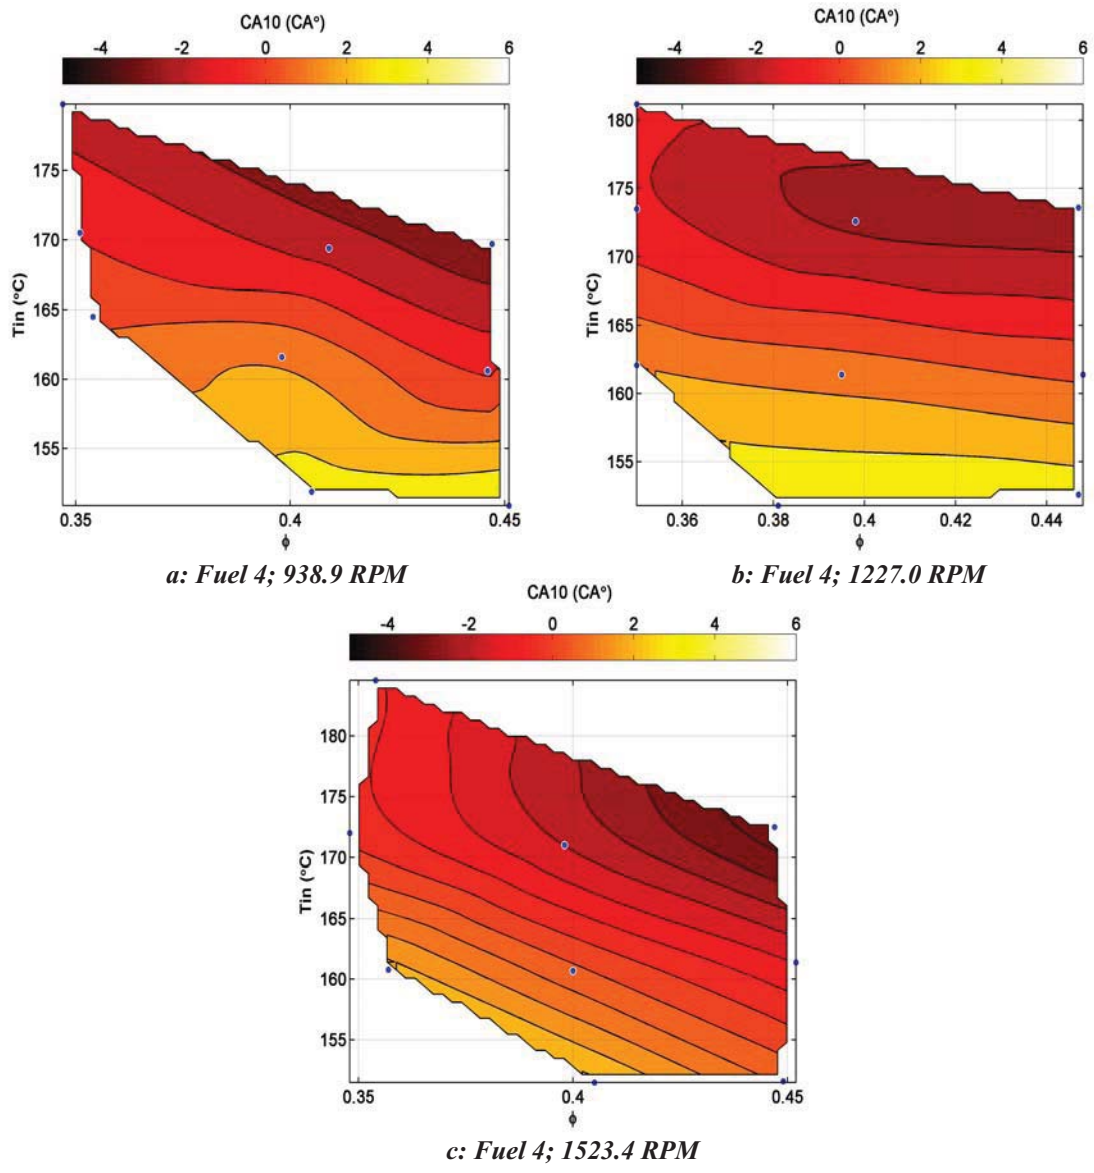 CA10 (CA°)
-4 -2 0 2 4 6
Tin (°C)
175
170
165
160
155
0.35 0.4 0.45
ϕ
a: Fuel 4; 938.9 RPM
CA10 (CA°)
-4 -2 0 2 4 6
Tin (°C)
180
175
170
165
160
155
0.36 0.38 0.4 0.42 0.44
ϕ
b: Fuel 4; 1227.0 RPM
CA10 (CA°)
-4 -2 0 2 4 6
Tin (°C)
180
175
170
165
160
155
0.35 0.4 0.45
ϕ
c: Fuel 4; 1523.4 RPM